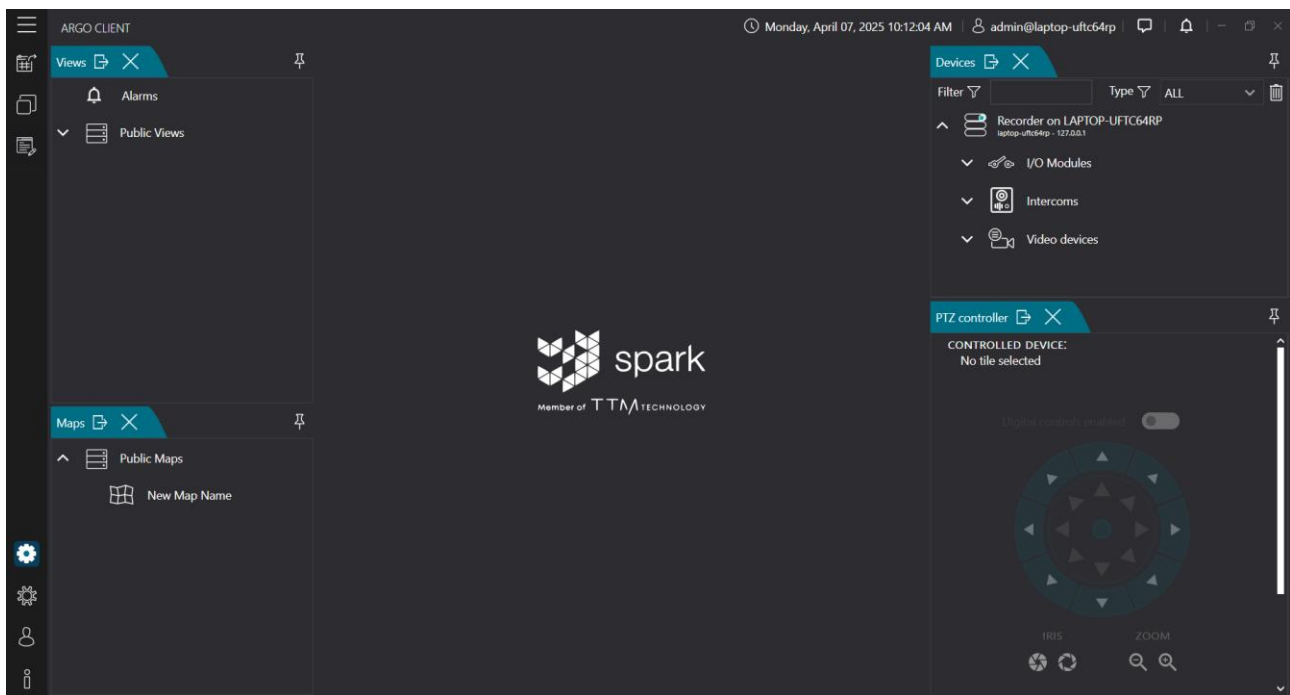 ARGO CLIENT
Monday, April 07, 2025 10:12:04 AM
admin@laptop-uftc64rp
Views
Alarms
Public Views
Maps
Public Maps
New Map Name
spark
Member of TTM TECHNOLOGY
Devices
Filter
Type
ALL
Recorder on LAPTOP-UFTC64RP
laptop-uftc64rp - 127.0.0.1
I/O Modules
Intercoms
Video devices
PTZ controller
CONTROLLED DEVICE:
No tile selected
Digital controls enabled
IRIS
ZOOM